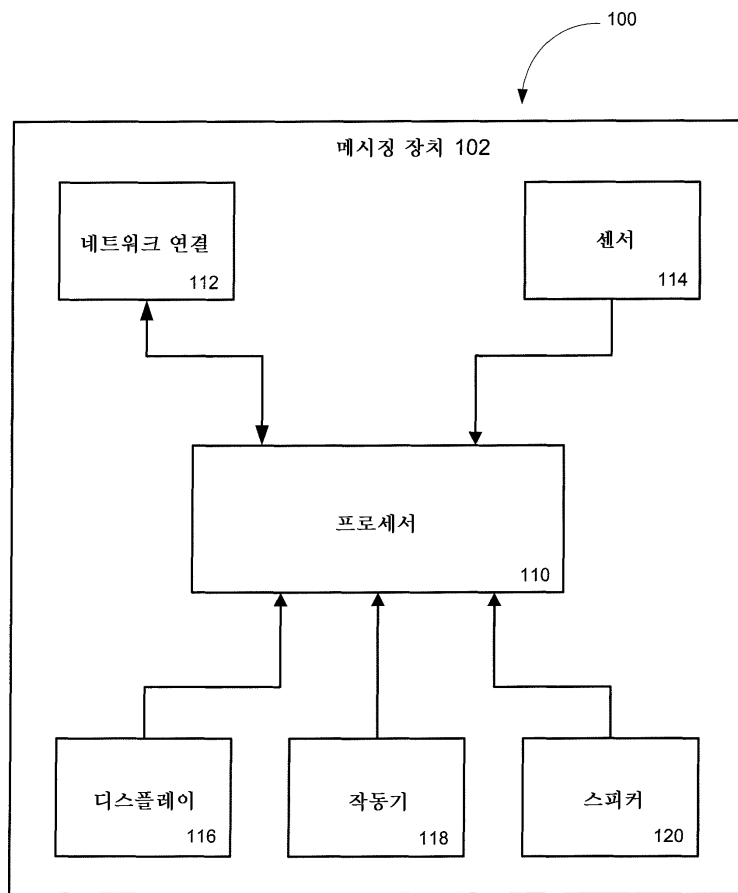 100
메시징 장치 102
네트워크 연결
112
센서
114
프로세서
110
디스플레이
116
작동기
118
스피커
120